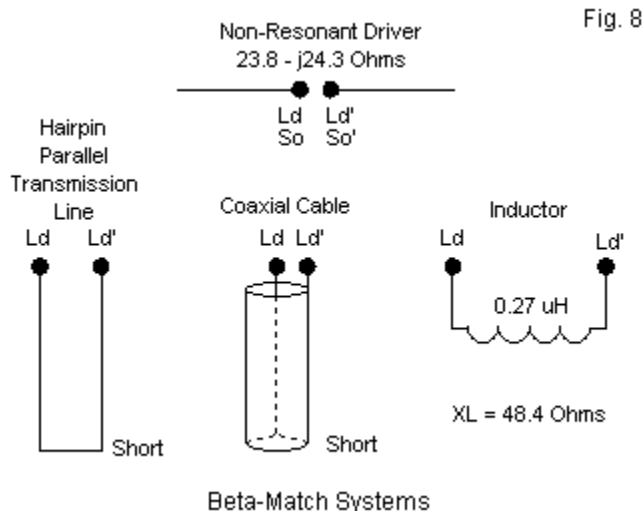 Fig. 8
Non-Resonant Driver
23.8 - j24.3 Ohms
Ld Ld'
So So'
Hairpin
Parallel
Transmission
Line
Ld Ld'
Short
Coaxial Cable
Ld Ld'
Short
Inductor
Ld Ld'
0.27 uH
XL = 48.4 Ohms
Beta-Match Systems